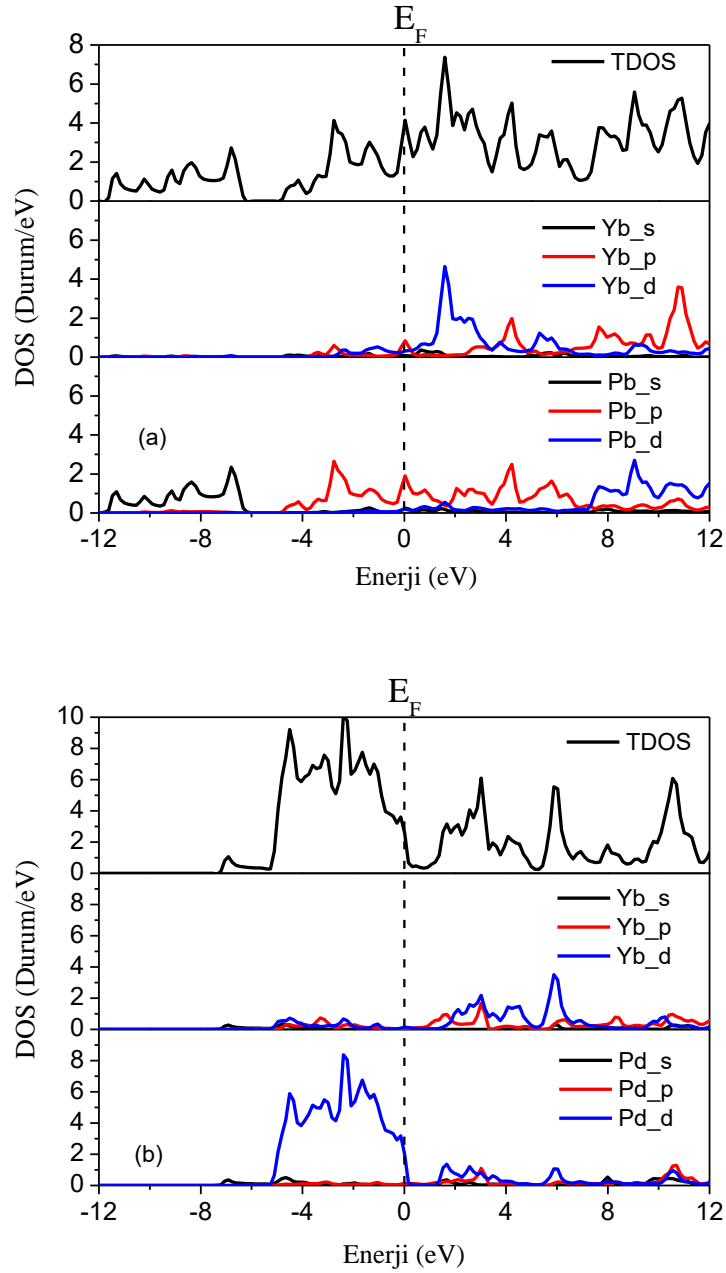 E_F
8
6
4
2
0
TDOS
6
4
2
0
Yb_s
Yb_p
Yb_d
6
4
2
0
Pb_s
Pb_p
Pb_d
(a)
DOS (Durum/eV)
-12 -8 -4 0 4 8 12
Enerji (eV)
E_F
10
8
6
4
2
0
TDOS
8
6
4
2
0
Yb_s
Yb_p
Yb_d
8
6
4
2
0
Pd_s
Pd_p
Pd_d
(b)
DOS (Durum/eV)
-12 -8 -4 0 4 8 12
Enerji (eV)